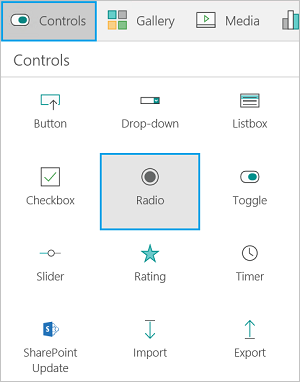 Controls Gallery Media
Controls
Button Drop-down Listbox
Checkbox Radio Toggle
Slider Rating Timer
SharePoint Import Export
Update